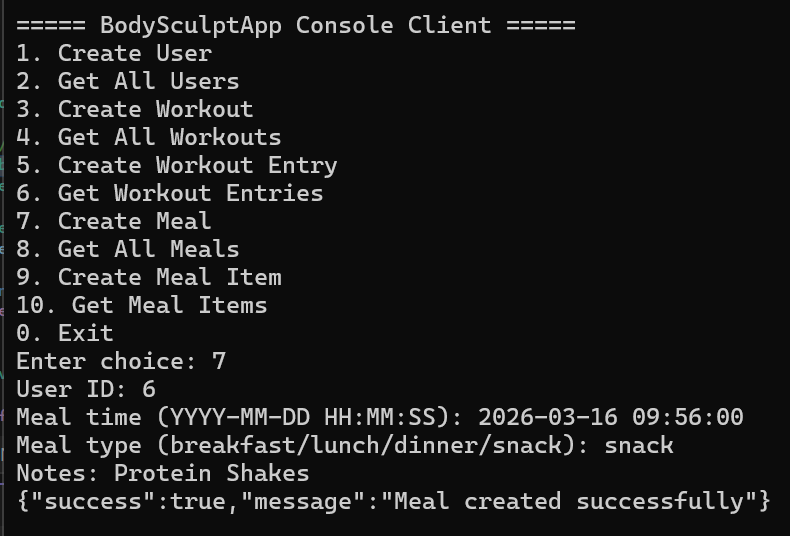 ===== BodySculptApp Console Client =====
1. Create User
2. Get All Users
3. Create Workout
4. Get All Workouts
5. Create Workout Entry
6. Get Workout Entries
7. Create Meal
8. Get All Meals
9. Create Meal Item
10. Get Meal Items
0. Exit
Enter choice: 7
User ID: 6
Meal time (YYYY-MM-DD HH:MM:SS): 2026-03-16 09:56:00
Meal type (breakfast/lunch/dinner/snack): snack
Notes: Protein Shakes
{"success":true,"message":"Meal created successfully"}